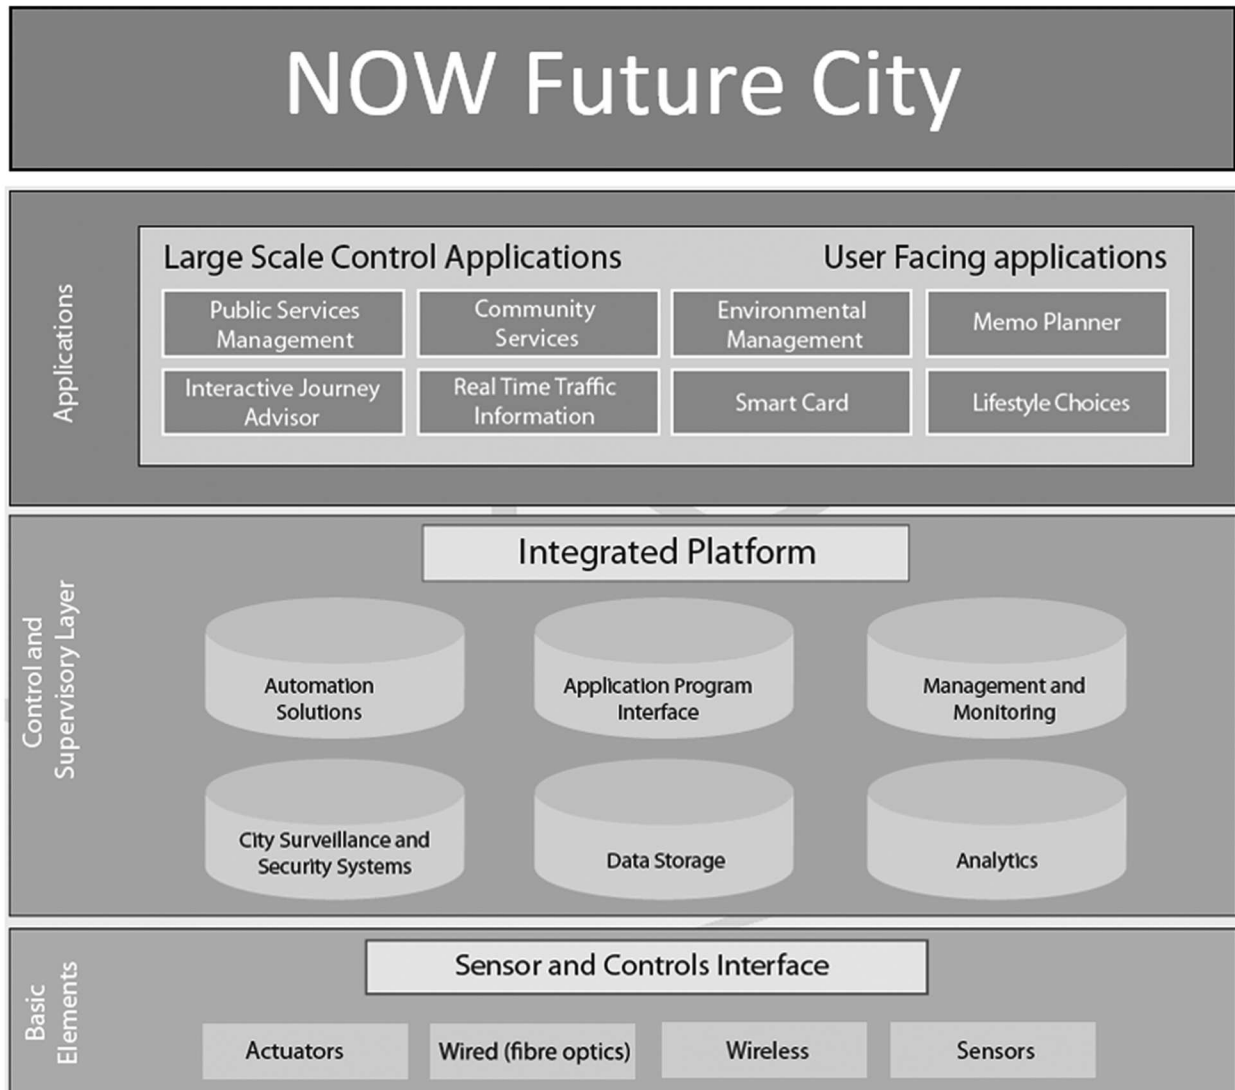 NOW Future City
Applications
Large Scale Control Applications
User Facing applications
Public Services
Management
Community
Services
Environmental
Management
Memo Planner
Interactive Journey
Advisor
Real Time Traffic
Information
Smart Card
Lifestyle Choices
Control and
Supervisory Layer
Integrated Platform
Automation
Solutions
Application Program
Interface
Management and
Monitoring
City Surveillance and
Security Systems
Data Storage
Analytics
Basic
Elements
Sensor and Controls Interface
Actuators
Wired (fibre optics)
Wireless
Sensors